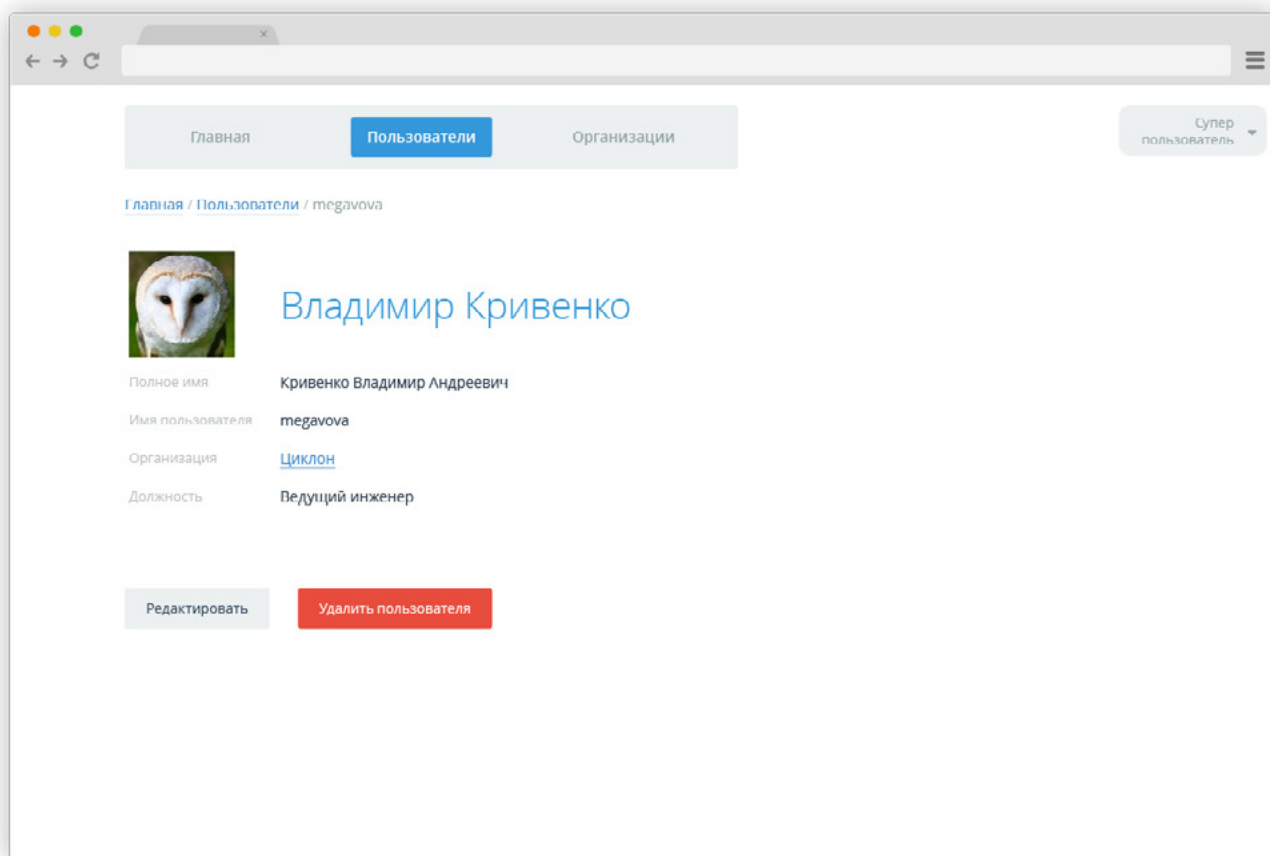 Главная Пользователи Организации
Супер
пользователь
Главная / Пользователи / megavova
Владимир Кривенко
Полное имя Кривенко Владимир Андреевич
Имя пользователя megavova
Организация Циклон
Должность Ведущий инженер
Редактировать Удалить пользователя